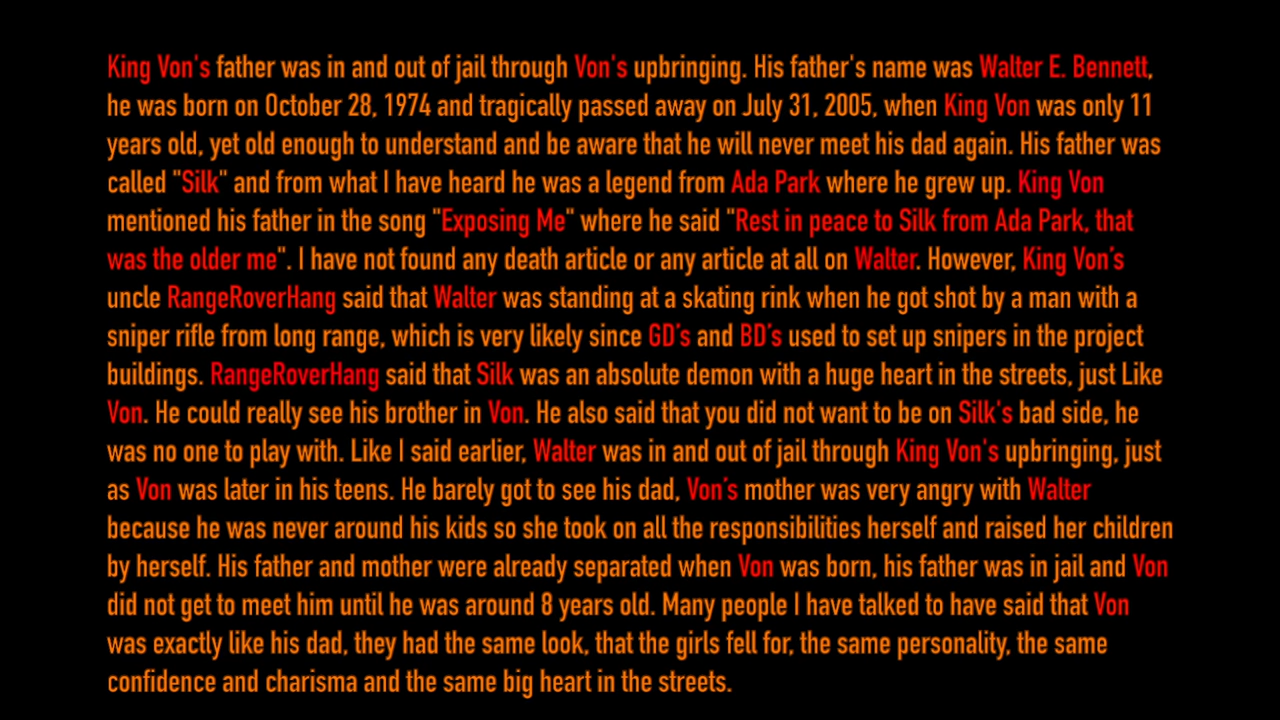 King Von's father was in and out of jail through Von's upbringing. His father's name was Walter E. Bennett,
he was born on October 28, 1974 and tragically passed away on July 31, 2005, when King Von was only 11
years old, yet old enough to understand and be aware that he will never meet his dad again. His father was
called "Silk" and from what I have heard he was a legend from Ada Park where he grew up. King Von
mentioned his father in the song "Exposing Me" where he said "Rest in peace to Silk from Ada Park, that
was the older me". I have not found any death article or any article at all on Walter. However, King Von’s
uncle RangeRoverHang said that Walter was standing at a skating rink when he got shot by a man with a
sniper rifle from long range, which is very likely since GD’s and BD’s used to set up snipers in the project
buildings. RangeRoverHang said that Silk was an absolute demon with a huge heart in the streets, just Like
Von. He could really see his brother in Von. He also said that you did not want to be on Silk's bad side, he
was no one to play with. Like I said earlier, Walter was in and out of jail through King Von's upbringing, just
as Von was later in his teens. He barely got to see his dad, Von’s mother was very angry with Walter
because he was never around his kids so she took on all the responsibilities herself and raised her children
by herself. His father and mother were already separated when Von was born, his father was in jail and Von
did not get to meet him until he was around 8 years old. Many people I have talked to have said that Von
was exactly like his dad, they had the same look, that the girls fell for, the same personality, the same
confidence and charisma and the same big heart in the streets.